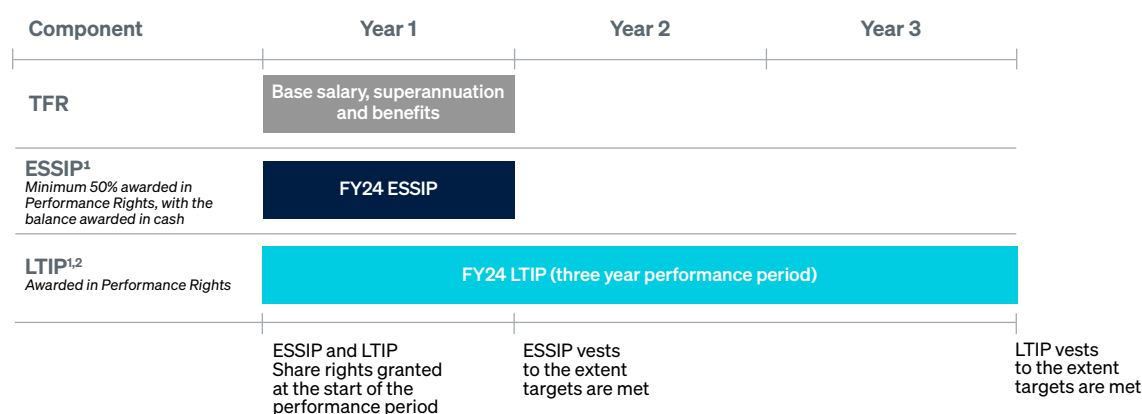 Component Year 1 Year 2 Year 3
TFR
Base salary, superannuation
and benefits
ESSIP¹
Minimum 50% awarded in
Performance Rights, with the
balance awarded in cash
FY24 ESSIP
LTIP¹,²
Awarded in Performance Rights
FY24 LTIP (three year performance period)
ESSIP and LTIP
Share rights granted
at the start of the
performance period
ESSIP vests
to the extent
targets are met
LTIP vests
to the extent
targets are met